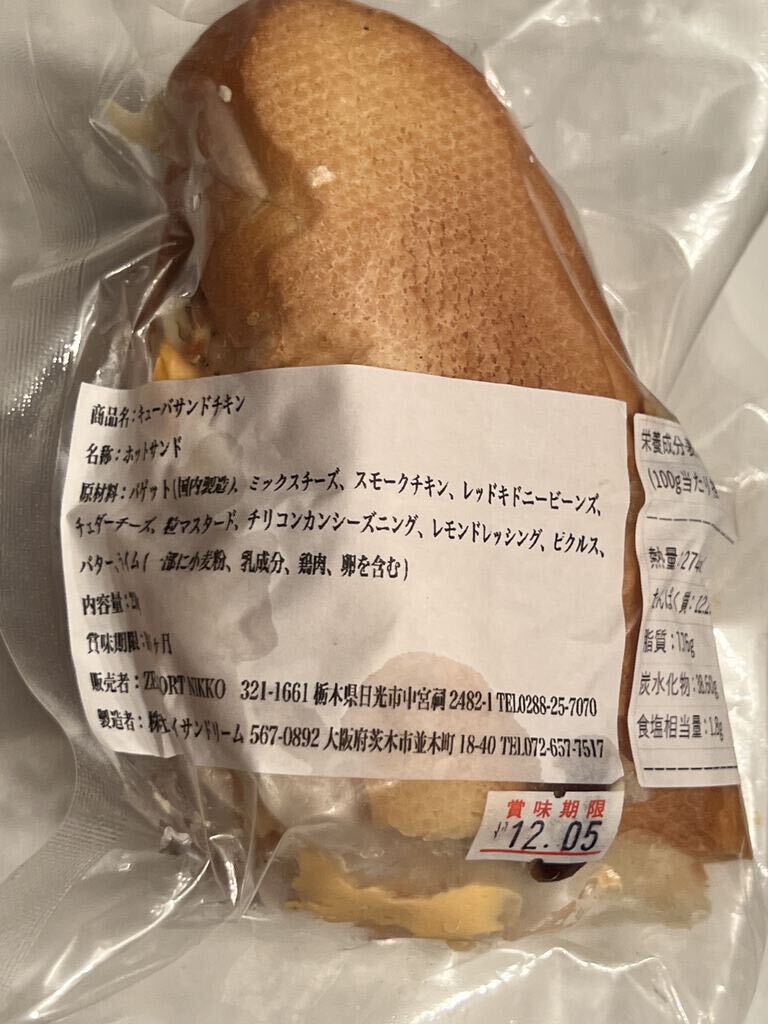 商品名：キューバサンドチキン
名称：ホットサンド
原材料：バゲット(国内製造)、ミックスチーズ、スモークチキン、レッドキドニービーンズ、
チェダーチーズ、粒マスタード、チリコンカンシーズニング、レモンドレッシング、ピクルス、
バター、ライム(一部に小麦粉、乳成分、鶏肉、卵を含む)
内容量：
賞味期限： ヶ月
販売者： NIKKO 321-1661 栃木県日光市中宮祠 2482-1 TEL0288-25-7070
製造者： エイサンドリーム 567-0892 大阪府茨木市並木町 18-40 TEL072-657-7517
栄養成分
(100g当たり
熱量：274
たんぱく質：12.2
脂質：
炭水化物：38.60g
食塩相当量：1.8g
賞味期限
12.05